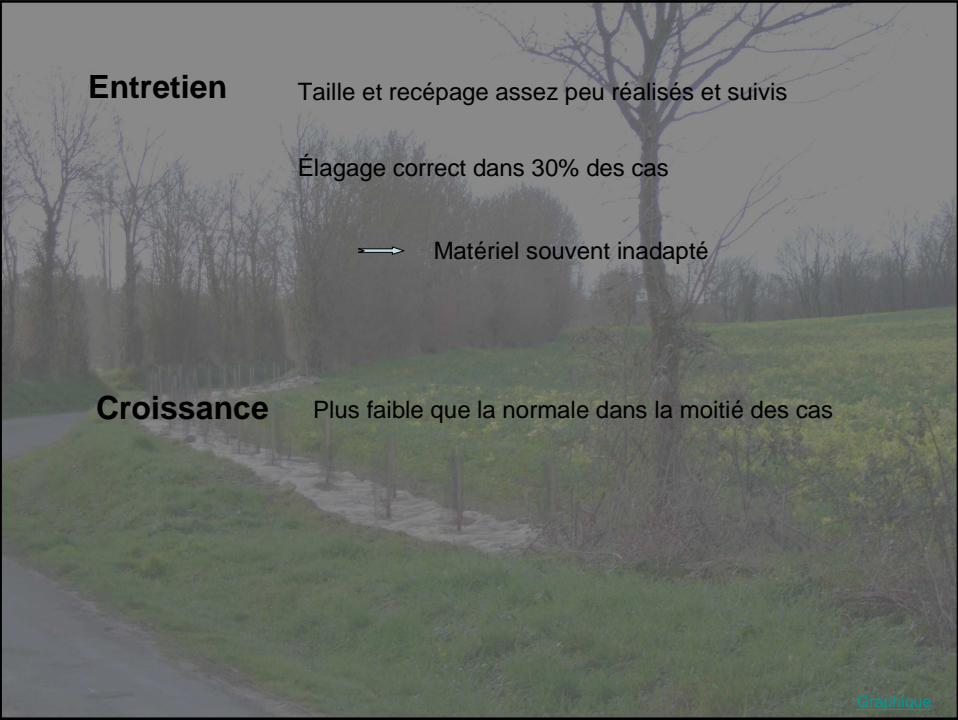 Entretien Taille et recépage assez peu réalisés et suivis
Élagage correct dans 30% des cas
Matériel souvent inadapté
Croissance Plus faible que la normale dans la moitié des cas
Graphique